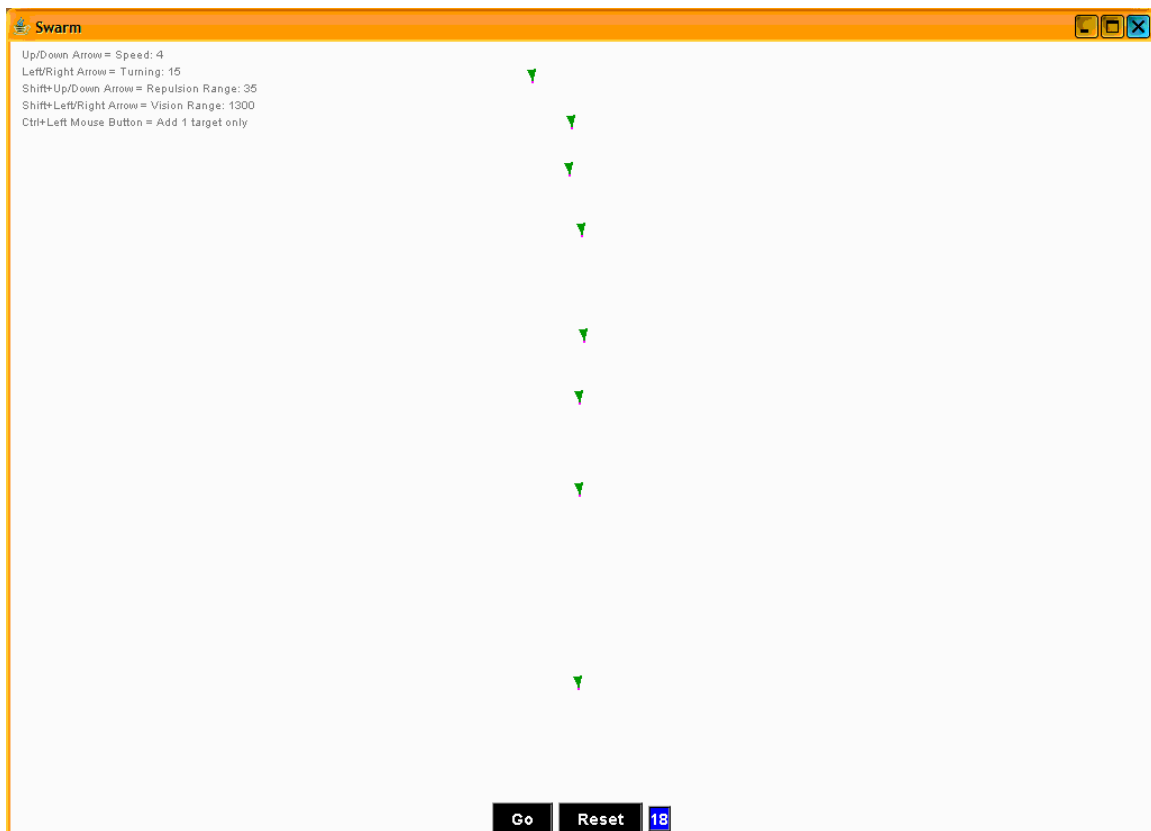 Swarm
Up/Down Arrow = Speed: 4
Left/Right Arrow = Turning: 15
Shift+Up/Down Arrow = Repulsion Range: 35
Shift+Left/Right Arrow = Vision Range: 1300
Ctrl+Left Mouse Button = Add 1 target only
Go Reset 18